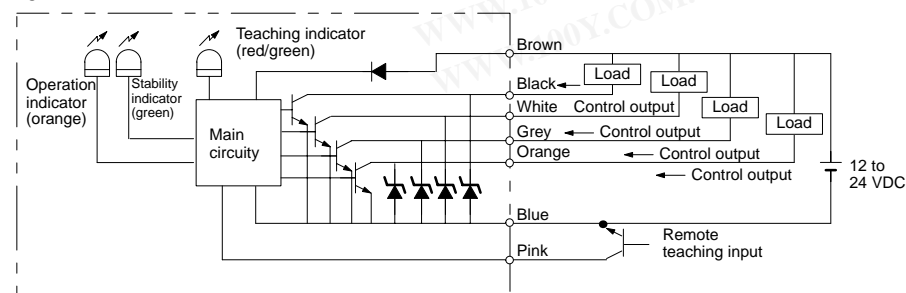 Teaching indicator
(red/green)
Operation
indicator
(orange)
Stability
indicator
(green)
Main
circuity
Brown
Black
Load
Load
White
Control output
Load
Grey
Control output
Load
Orange
Control output
Control output
12 to
24 VDC
Blue
Remote
teaching input
Pink